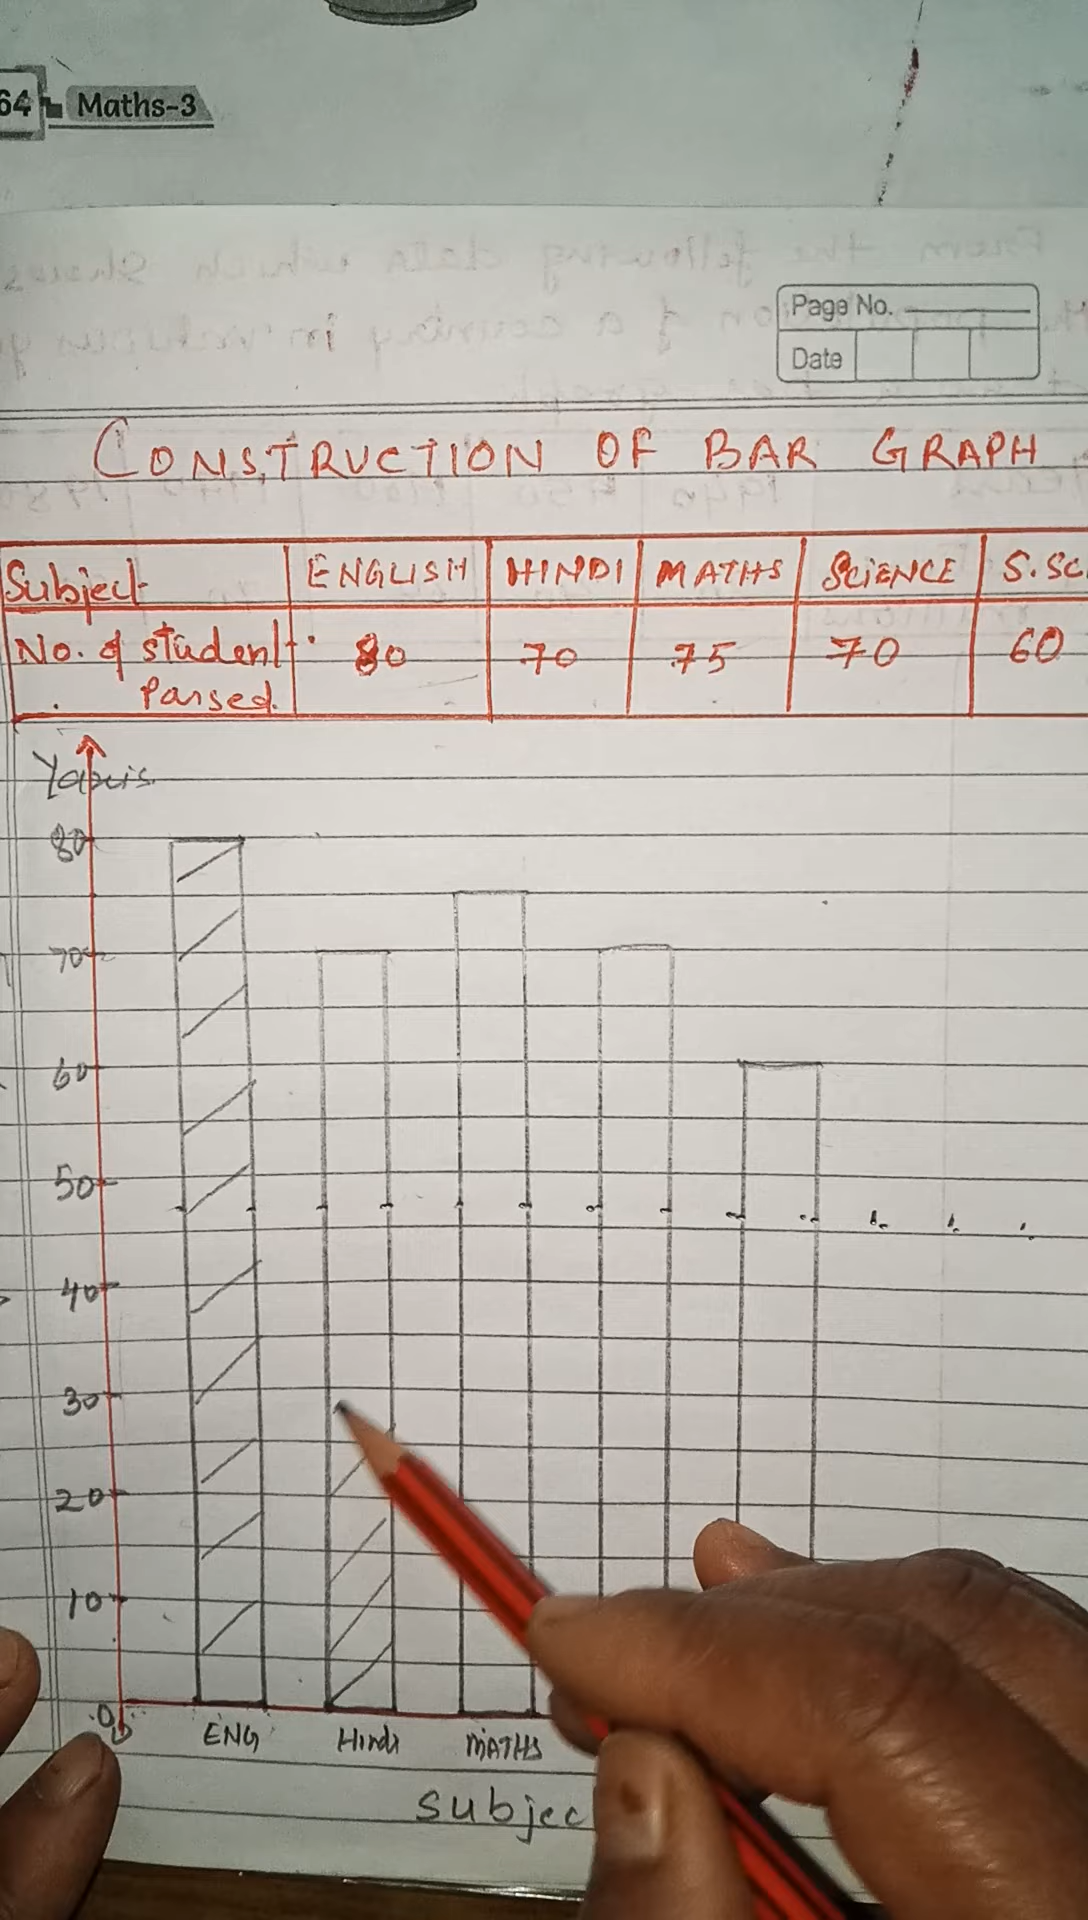 64 Maths-3
Page No.
Date
CONSTRUCTION OF BAR GRAPH
Subject ENGLISH HINDI MATHS SCIENCE S.SC
No. of student 80 70 75 70 60
Passed.
Y axis
80
70
60
50
40
30
20
10
0
ENG Hindi MATHS
subjec